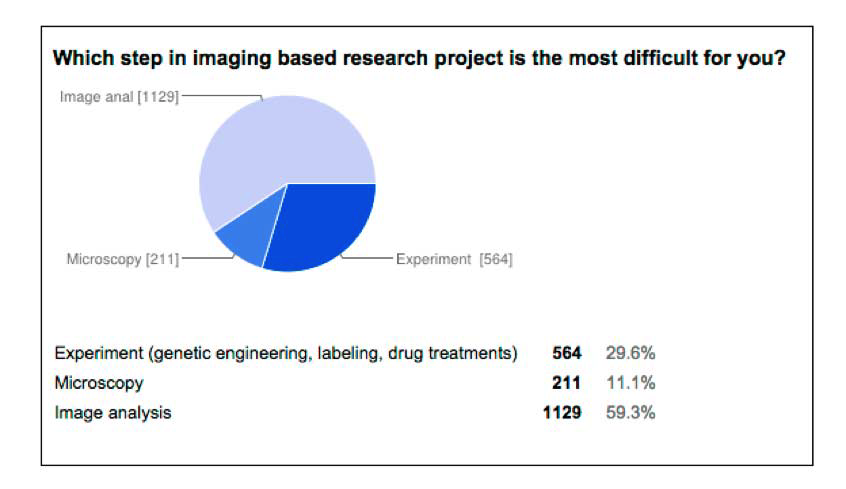 Which step in imaging based research project is the most difficult for you?
Image anal [1129]
Microscopy [211]
Experiment [564]
Experiment (genetic engineering, labeling, drug treatments) 564 29.6%
Microscopy 211 11.1%
Image analysis 1129 59.3%